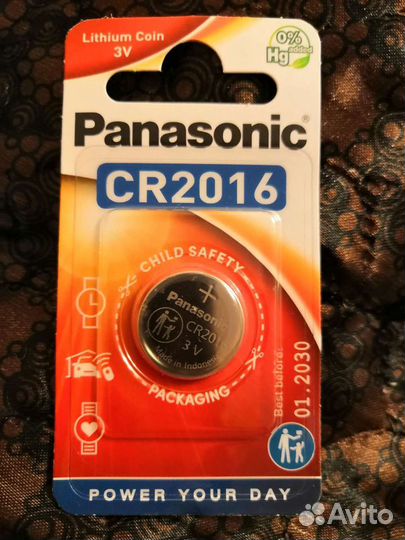 Lithium Coin
3V
0%
Hg added
Panasonic®
CR2016
CHILD SAFETY
+
Panasonic
CR201
3V
Made in Indonesia
PACKAGING
Best before:
01.2030
POWER YOUR DAY
Avito